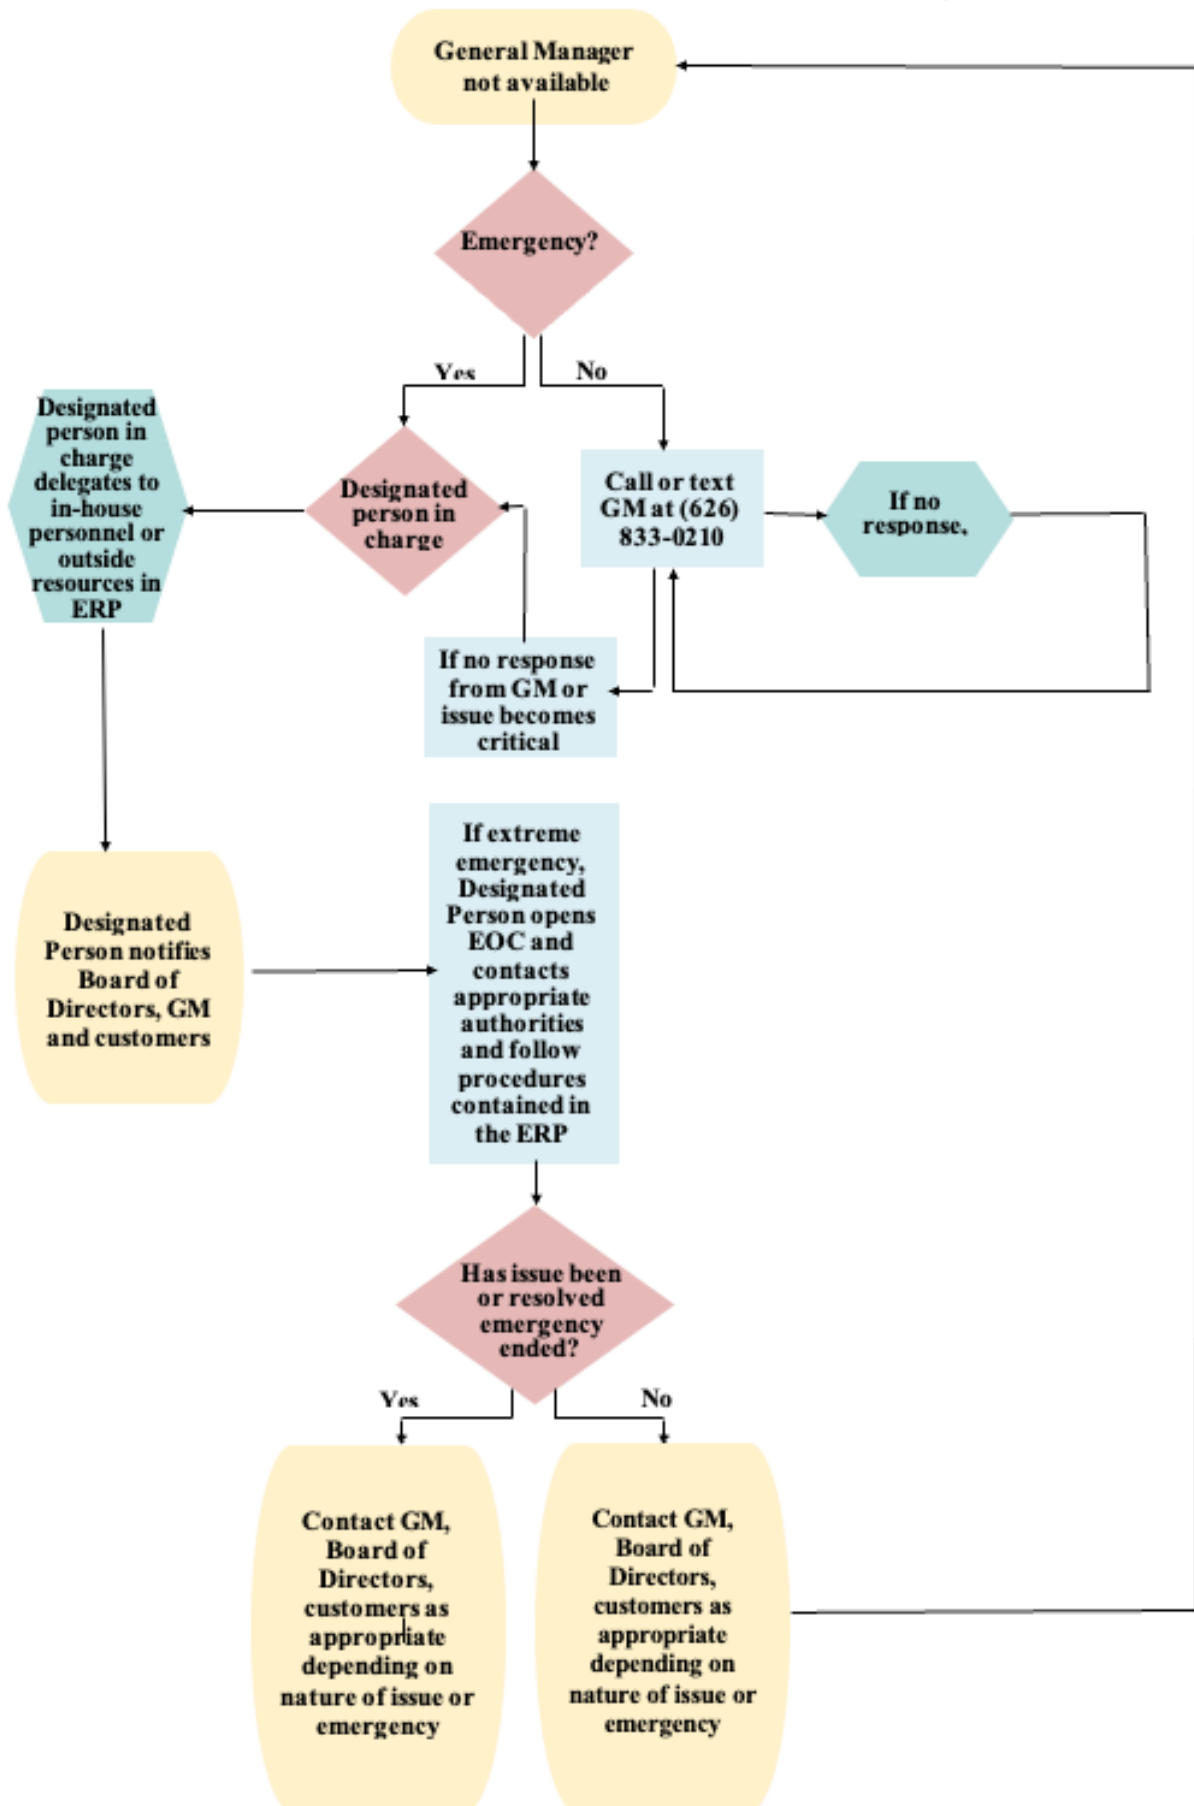 General Manager
not available
Emergency?
Yes
No
Designated
person in
charge
delegates to
in-house
personnel or
outside
resources in
ERP
Designated
person in
charge
Call or text
GM at (626)
833-0210
If no
response,
If no response
from GM or
issue becomes
critical
If extreme
emergency,
Designated
Person opens
EOC and
contacts
appropriate
authorities
and follow
procedures
contained in
the ERP
Designated
Person notifies
Board of
Directors, GM
and customers
Has issue been
or resolved
emergency
ended?
Yes
No
Contact GM,
Board of
Directors,
customers as
appropriate
depending on
nature of issue or
emergency
Contact GM,
Board of
Directors,
customers as
appropriate
depending on
nature of issue or
emergency